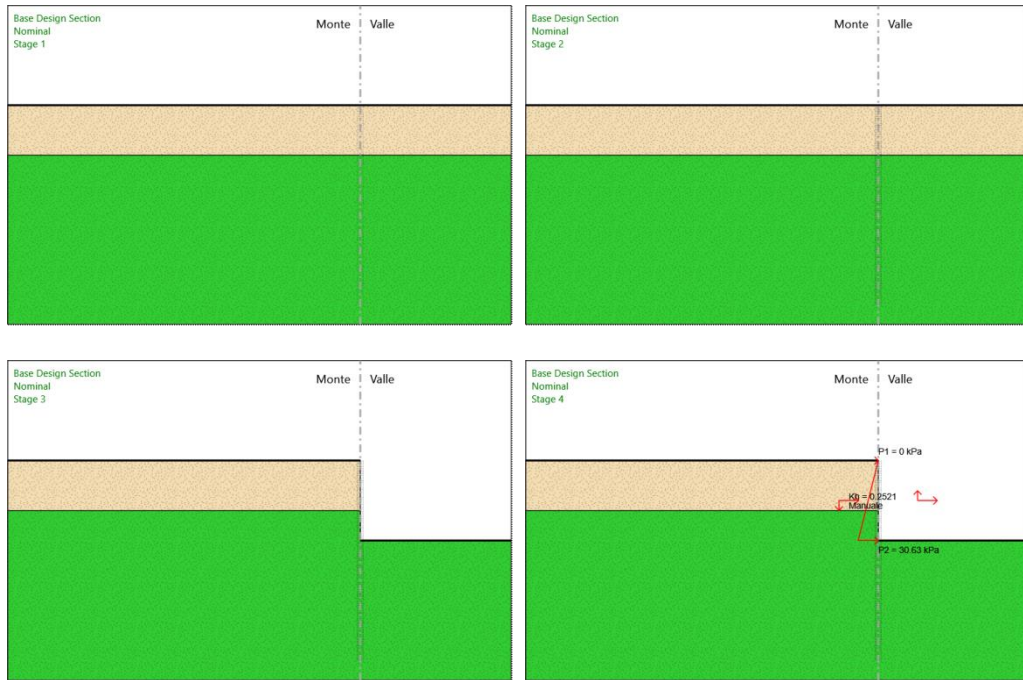 Base Design Section
Nominal
Stage 1
Monte
Valle
Base Design Section
Nominal
Stage 2
Monte
Valle
Base Design Section
Nominal
Stage 3
Monte
Valle
Base Design Section
Nominal
Stage 4
Monte
Valle
P1 = 0 kPa
Kh = 0.2521
Manuale
P2 = 30.63 kPa